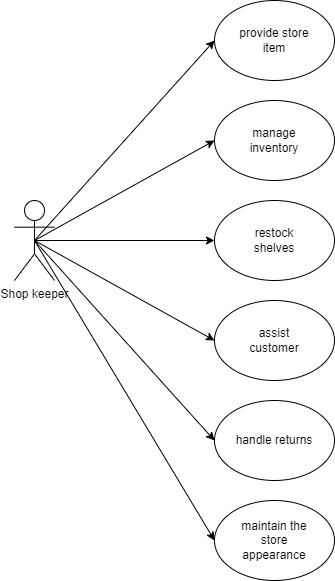 provide store
item
manage
inventory
restock
shelves
Shop keeper
assist
customer
handle returns
maintain the
store
appearance